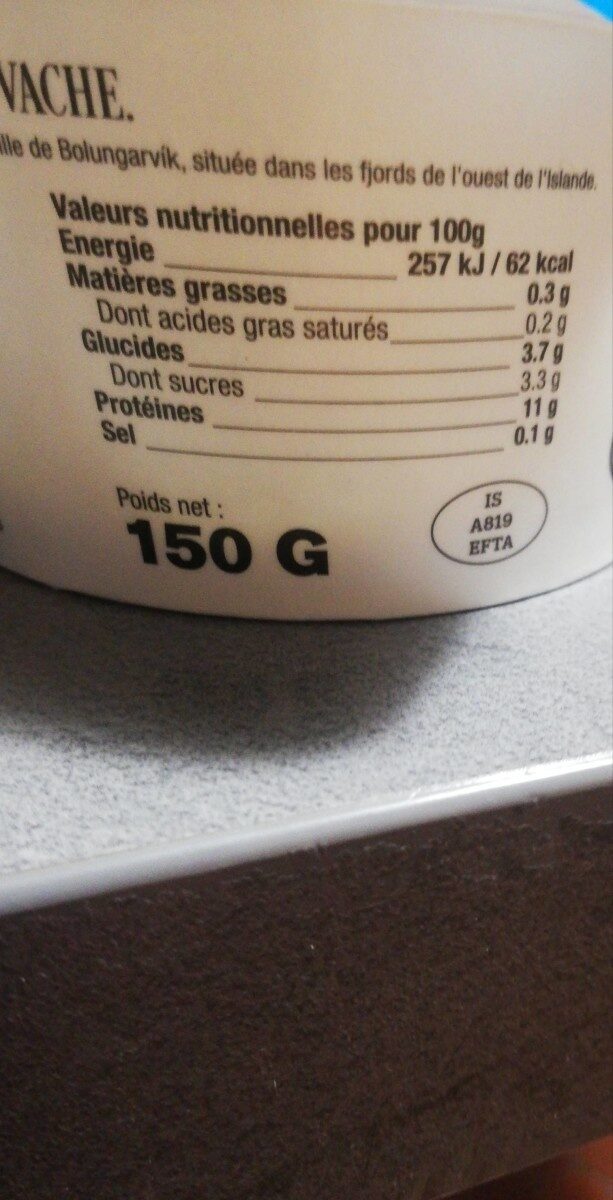 VACHE.
de Bolungarvík, située dans les fjords de l'ouest de l'Islande.
Valeurs nutritionnelles pour 100g
Energie 257 kJ / 62 kcal
Matières grasses 0.3 g
Dont acides gras saturés 0.2 g
Glucides 3.7 g
Dont sucres 3.3 g
Protéines 11 g
Sel 0.1 g
Poids net :
150 G
IS
A819
EFTA